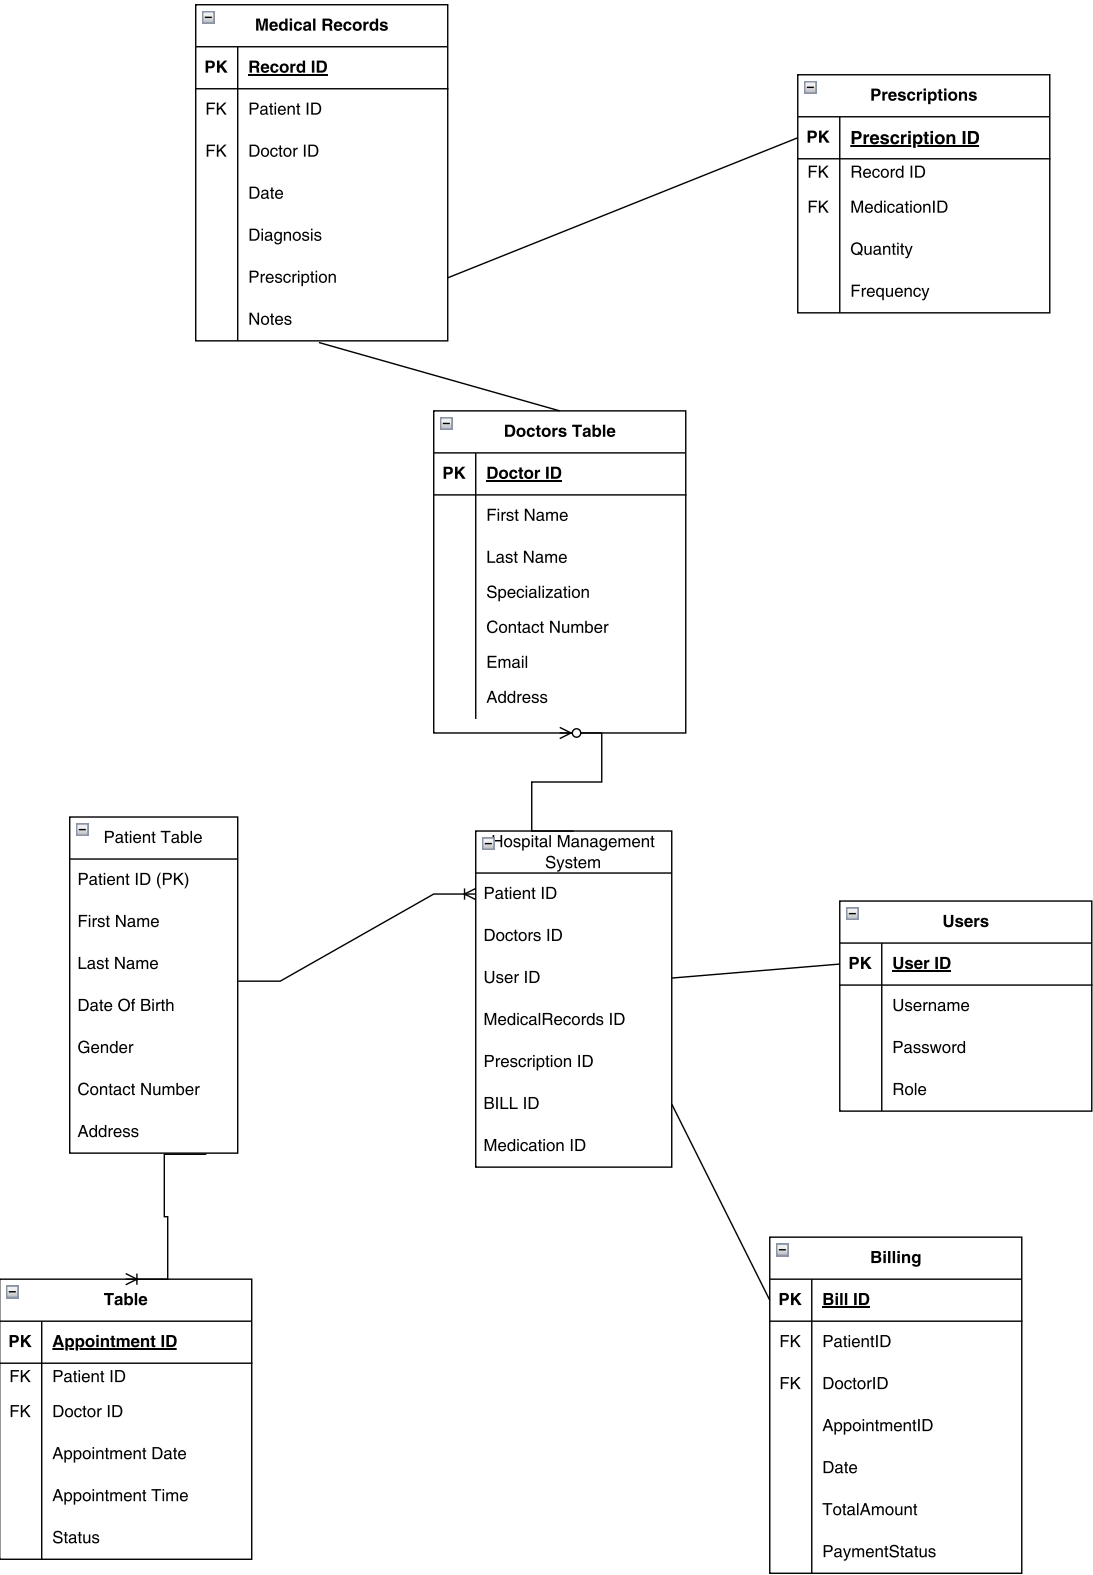 Medical Records
PK Record ID
FK Patient ID
FK Doctor ID
Date
Diagnosis
Prescription
Notes
Prescriptions
PK Prescription ID
FK Record ID
FK MedicationID
Quantity
Frequency
Doctors Table
PK Doctor ID
First Name
Last Name
Specialization
Contact Number
Email
Address
Patient Table
Patient ID (PK)
First Name
Last Name
Date Of Birth
Gender
Contact Number
Address
Hospital Management
System
Patient ID
Doctors ID
User ID
MedicalRecords ID
Prescription ID
BILL ID
Medication ID
Users
PK User ID
Username
Password
Role
Table
PK Appointment ID
FK Patient ID
FK Doctor ID
Appointment Date
Appointment Time
Status
Billing
PK Bill ID
FK PatientID
FK DoctorID
AppointmentID
Date
TotalAmount
PaymentStatus